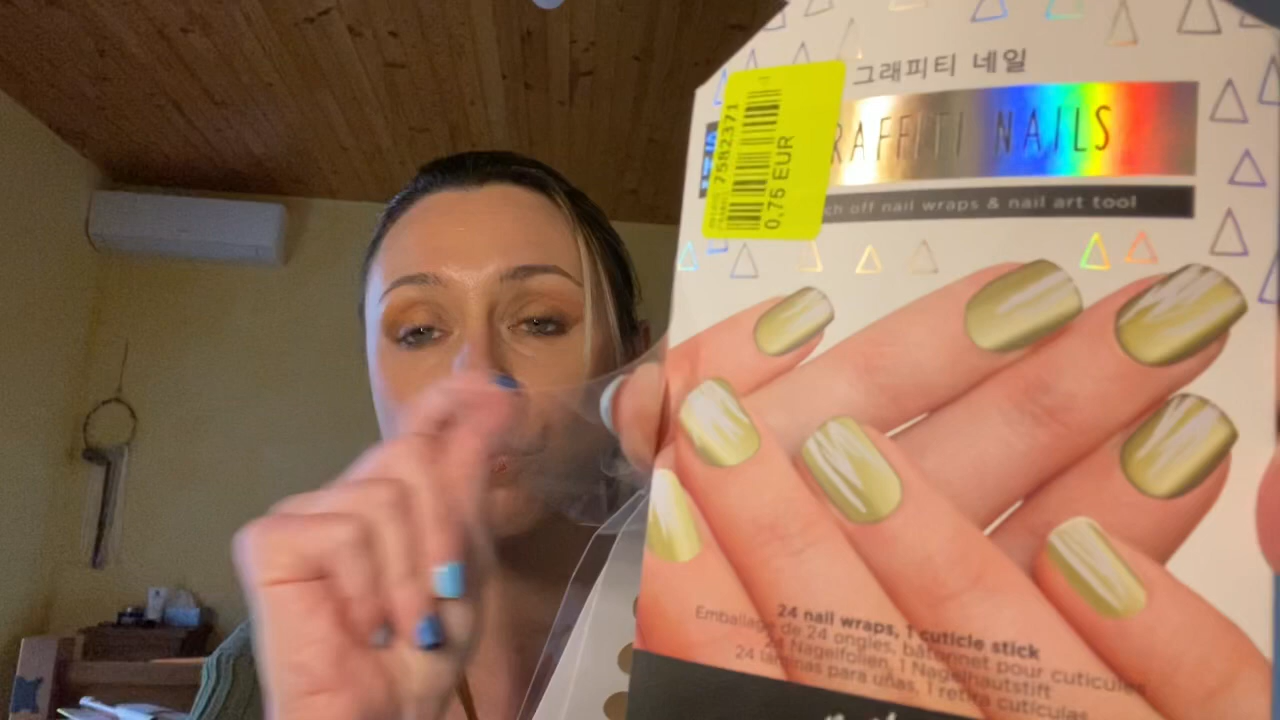 그래피티 네일
RAFFITI NAILS
ch off nail wraps & nail art tool
7582371
0,75 EUR
24 nail wraps, 1 cuticle stick
Emballage de 24 ongles, bâtonnet pour cuticules
24 Nagelfolien, 1 Nagelhautstift
24 láminas para uñas, 1 retira cutículas